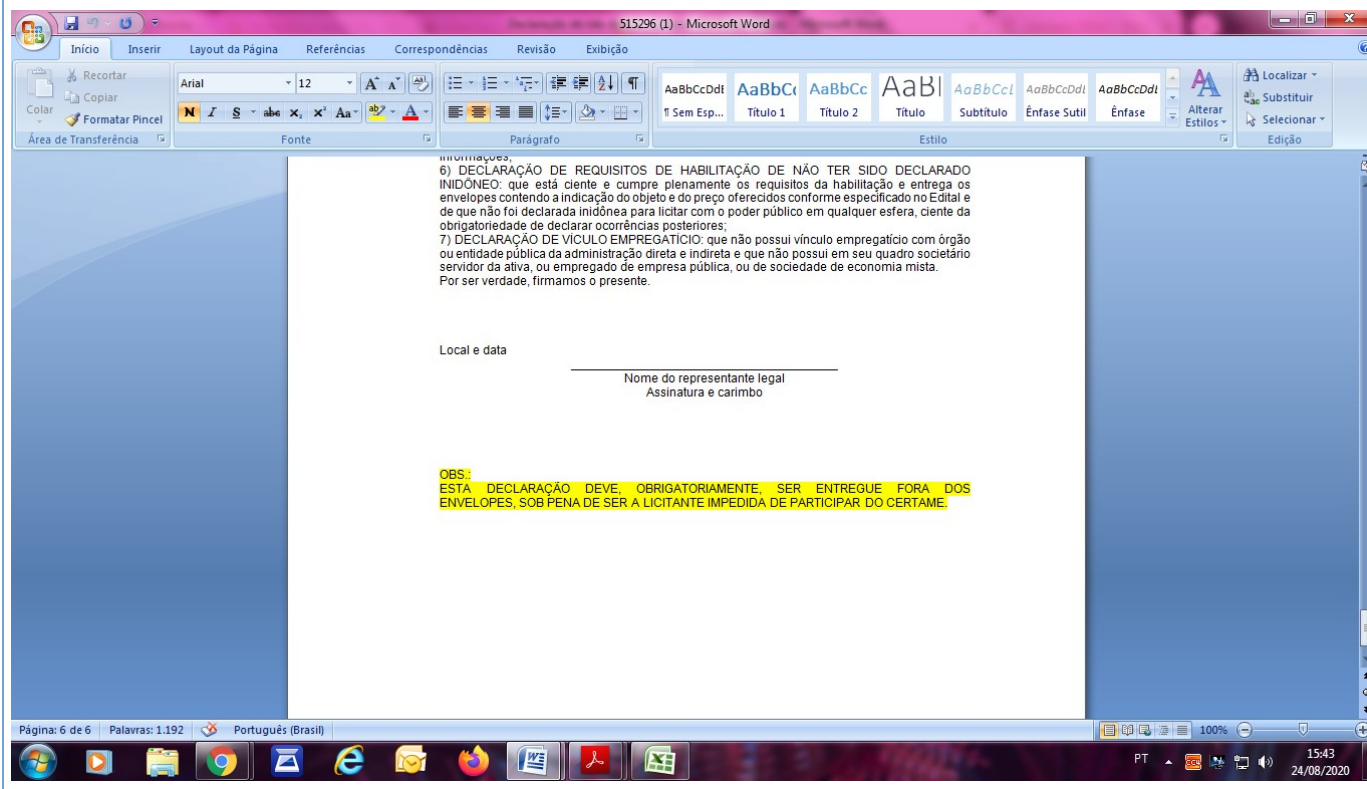 515296 (1) - Microsoft Word
Início Inserir Layout da Página Referências Correspondências Revisão Exibição
Colar
Recortar
Copiar
Formatar Pincel
Área de Transferência
Arial 12
Fonte
Parágrafo
AaBbCcDdE AaBbC AaBbCc AaBl AaBbCcL AaBbCcDdL AaBbCcDdL
¶ Sem Esp... Título 1 Título 2 Título Subtítulo Ênfase Sutil Ênfase
Alterar
Estilos
Estilo
Localizar
Substituir
Selecionar
Edição
informações;
6) DECLARAÇÃO DE REQUISITOS DE HABILITAÇÃO DE NÃO TER SIDO DECLARADO
INIDÔNEO: que está ciente e cumpre plenamente os requisitos da habilitação e entrega os
envelopes contendo a indicação do objeto e do preço oferecidos conforme especificado no Edital e
de que não foi declarada inidônea para licitar com o poder público em qualquer esfera, ciente da
obrigatoriedade de declarar ocorrências posteriores;
7) DECLARAÇÃO DE VÍCULO EMPREGATÍCIO: que não possui vínculo empregatício com órgão
ou entidade pública da administração direta e indireta e que não possui em seu quadro societário
servidor da ativa, ou empregado de empresa pública, ou de sociedade de economia mista.
Por ser verdade, firmamos o presente.
Local e data
Nome do representante legal
Assinatura e carimbo
OBS.:
ESTA DECLARAÇÃO DEVE, OBRIGATORIAMENTE, SER ENTREGUE FORA DOS
ENVELOPES, SOB PENA DE SER A LICITANTE IMPEDIDA DE PARTICIPAR DO CERTAME.
Página: 6 de 6 Palavras: 1.192 Português (Brasil) 100%
PT 15:43
24/08/2020